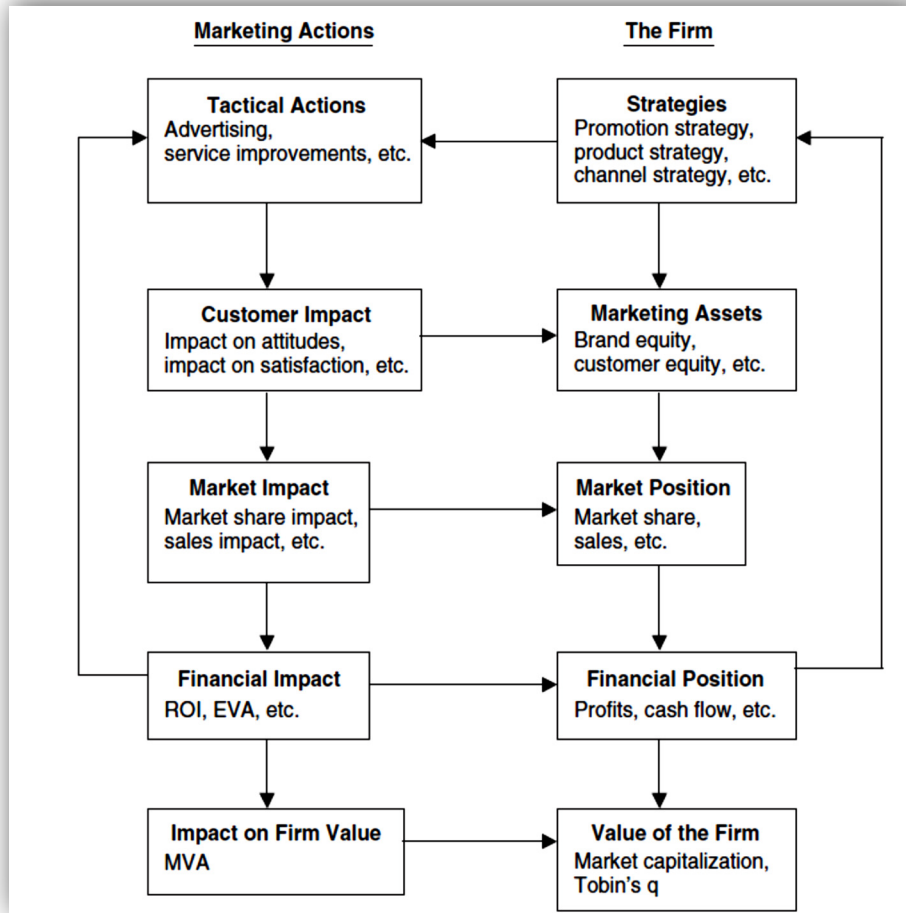 Marketing Actions
The Firm
Tactical Actions
Advertising,
service improvements, etc.
Strategies
Promotion strategy,
product strategy,
channel strategy, etc.
Customer Impact
Impact on attitudes,
impact on satisfaction, etc.
Marketing Assets
Brand equity,
customer equity, etc.
Market Impact
Market share impact,
sales impact, etc.
Market Position
Market share,
sales, etc.
Financial Impact
ROI, EVA, etc.
Financial Position
Profits, cash flow, etc.
Impact on Firm Value
MVA
Value of the Firm
Market capitalization,
Tobin's q